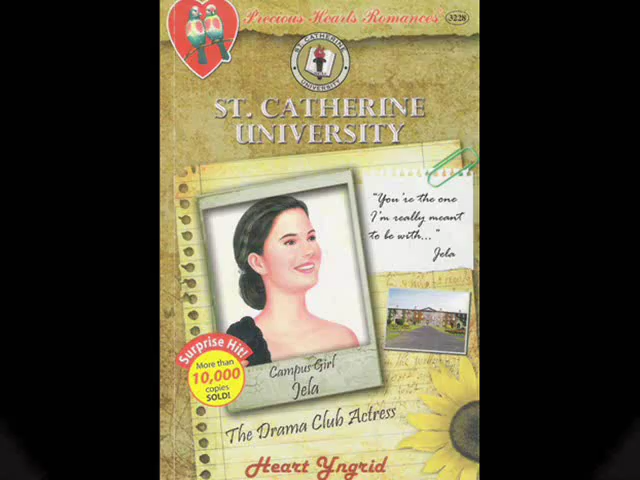 Precious Hearts Romances®
3228
ST. CATHERINE
UNIVERSITY
ST. CATHERINE
UNIVERSITY
"You're the one
I'm really meant
to be with..."
Jela
Surprise Hit!
More than
10,000
copies
SOLD!
Campus Girl
Jela
The Drama Club Actress
Heart Yngrid